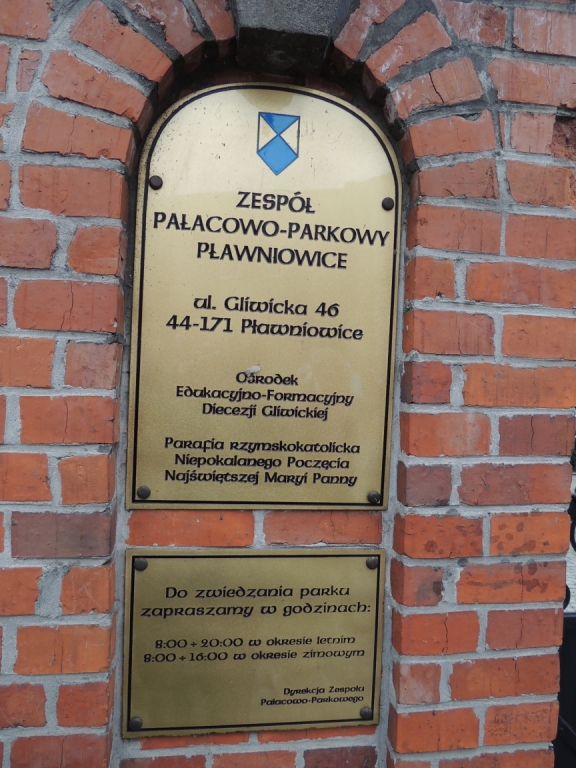 ZESPÓŁ
PAŁACOWO-PARKOWY
PŁAWNIOWICE
ul. Gliwicka 46
44-171 Pławniowice
Ośrodek
Edukacyjno-Formacyjny
Diecezji Gliwickiej
Parafia rzymskokatolicka
Niepokalanego Poczęcia
Najświętszej Maryi Panny
Do zwiedzania parku
zapraszamy w godzinach:
8:00 ÷ 20:00 w okresie letnim
8:00 ÷ 16:00 w okresie zimowym
Dyrekcja Zespołu
Pałacowo-Parkowego